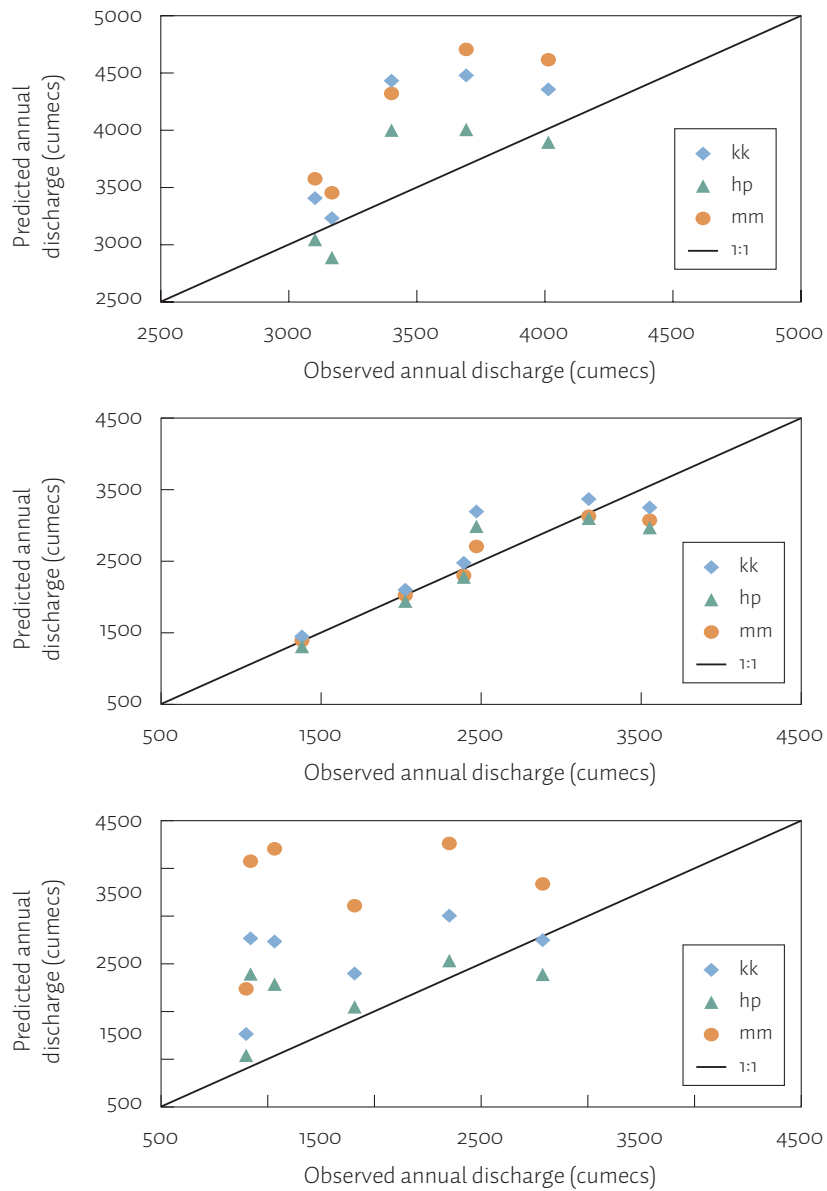 5000
4500
4000
3500
3000
2500
Predicted annual
discharge (cumecs)
kk
hp
mm
1:1
2500 3000 3500 4000 4500 5000
Observed annual discharge (cumecs)
4500
3500
2500
1500
500
Predicted annual
discharge (cumecs)
kk
hp
mm
1:1
500 1500 2500 3500 4500
Observed annual discharge (cumecs)
4500
3500
2500
1500
500
Predicted annual
discharge (cumecs)
kk
hp
mm
1:1
500 1500 2500 3500 4500
Observed annual discharge (cumecs)